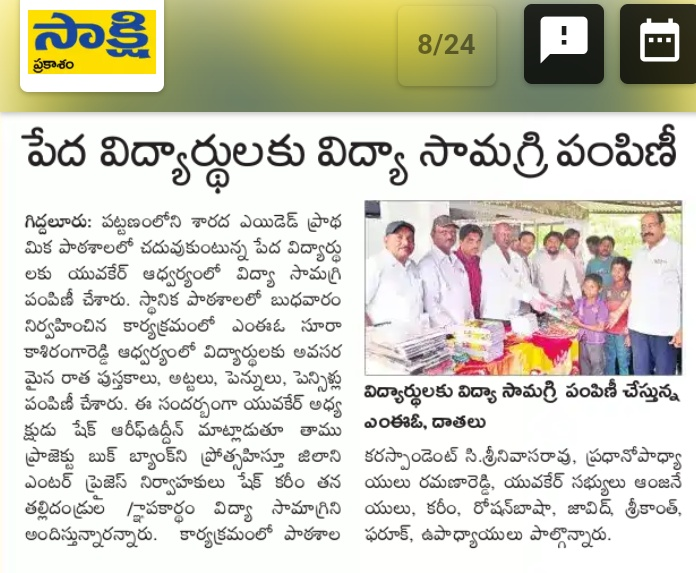 సాక్షి
ప్రకాశం
8/24
పేద విద్యార్థులకు విద్యా సామగ్రి పంపిణీ
గిద్దలూరు: పట్టణంలోని శారద ఎయిడెడ్ ప్రాథ
మిక పాఠశాలలో చదువుకుంటున్న పేద విద్యార్థు
లకు యువకేర్ ఆధ్వర్యంలో విద్యా సామగ్రి
పంపిణీ చేశారు. స్థానిక పాఠశాలలో బుధవారం
నిర్వహించిన కార్యక్రమంలో ఎంఈఓ సూరా
కాశిరంగారెడ్డి ఆధ్వర్యంలో విద్యార్థులకు అవసర
మైన రాత పుస్తకాలు, అట్టలు, పెన్నులు, పెన్సిళ్లు
పంపిణీ చేశారు. ఈ సందర్భంగా యువకేర్ అధ్య
క్షుడు షేక్ ఆరీఫ్ఉద్దీన్ మాట్లాడుతూ తాము
ప్రాజెక్టు బుక్ బ్యాంక్‌ని ప్రోత్సహిస్తూ జిలాని
ఎంటర్ ప్రైజెస్ నిర్వాహకులు షేక్ కరీం తన
తల్లిదండ్రుల జ్ఞాపకార్థం విద్యా సామాగ్రిని
అందిస్తున్నారన్నారు. కార్యక్రమంలో పాఠశాల
విద్యార్థులకు విద్యా సామగ్రి పంపిణీ చేస్తున్న
ఎంఈఓ, దాతలు
కరస్పాండెంట్ సి.శ్రీనివాసరావు, ప్రధానోపాధ్యా
యులు రమణారెడ్డి, యువకేర్ సభ్యులు ఆంజనే
యులు, కరీం, రోషన్‌బాషా, జావిద్, శ్రీకాంత్,
ఫరూక్, ఉపాధ్యాయులు పాల్గొన్నారు.